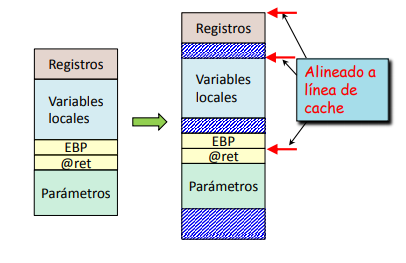 Registros
Variables
locales
EBP
@ret
Parámetros
Registros
Variables
locales
EBP
@ret
Parámetros
Alineado a
línea de
cache